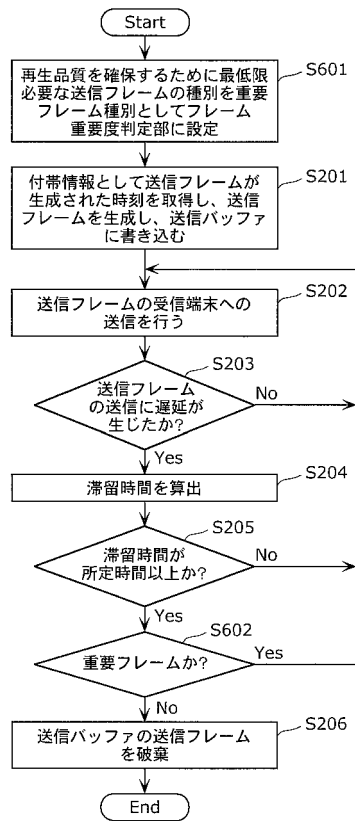 Start
S601
再生品質を確保するために最低限
必要な送信フレームの種別を重要
フレーム種別としてフレーム
重要度判定部に設定
S201
付帯情報として送信フレームが
生成された時刻を取得し、送信
フレームを生成し、送信バッファ
に書き込む
S202
送信フレームの受信端末への
送信を行う
S203
送信フレーム
の送信に遅延が
生じたか?
No
Yes
S204
滞留時間を算出
S205
滞留時間が
所定時間以上か?
No
Yes
S602
重要フレームか?
Yes
No
S206
送信バッファの送信フレーム
を破棄
End